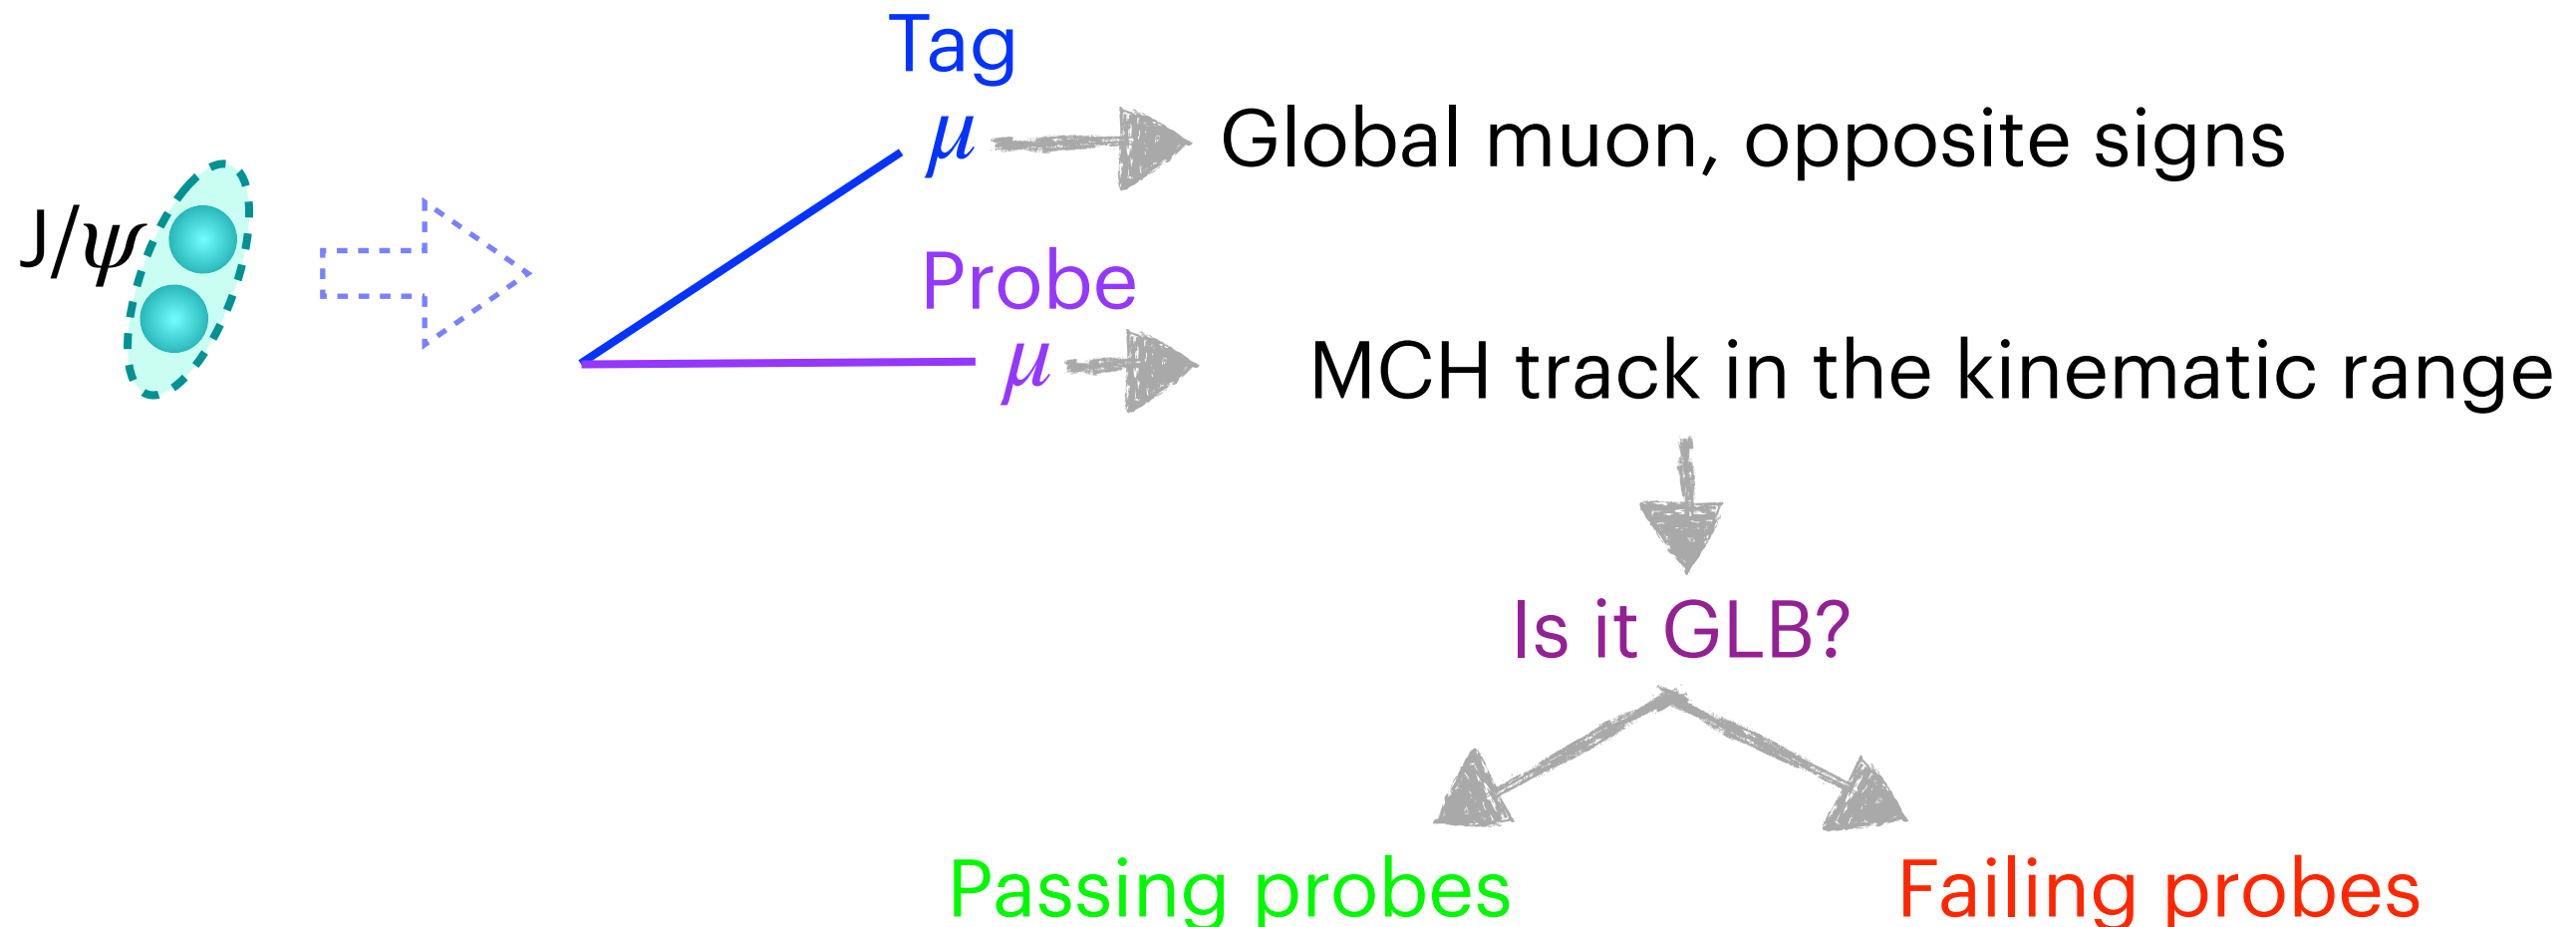 Tag
μ
Global muon, opposite signs
J/ψ
Probe
μ
MCH track in the kinematic range
Is it GLB?
Passing probes
Failing probes